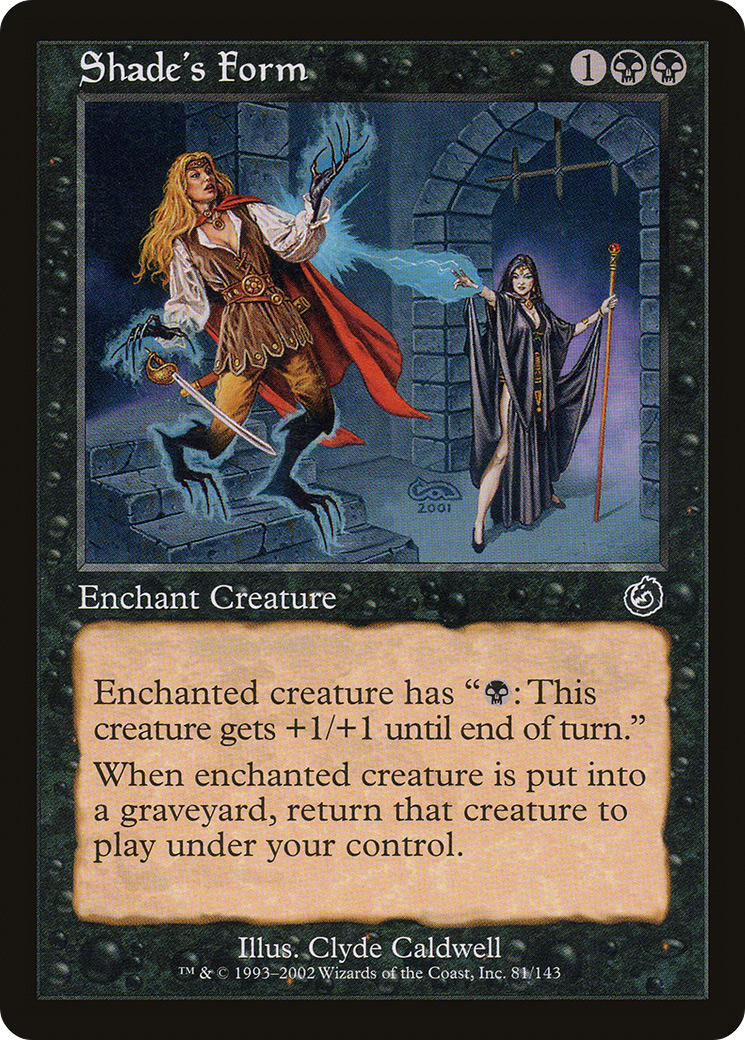 Shade's Form 1
2001
Enchant Creature
Enchanted creature has “: This
creature gets +1/+1 until end of turn.”
When enchanted creature is put into
a graveyard, return that creature to
play under your control.
Illus. Clyde Caldwell
™ & © 1993–2002 Wizards of the Coast, Inc. 81/143